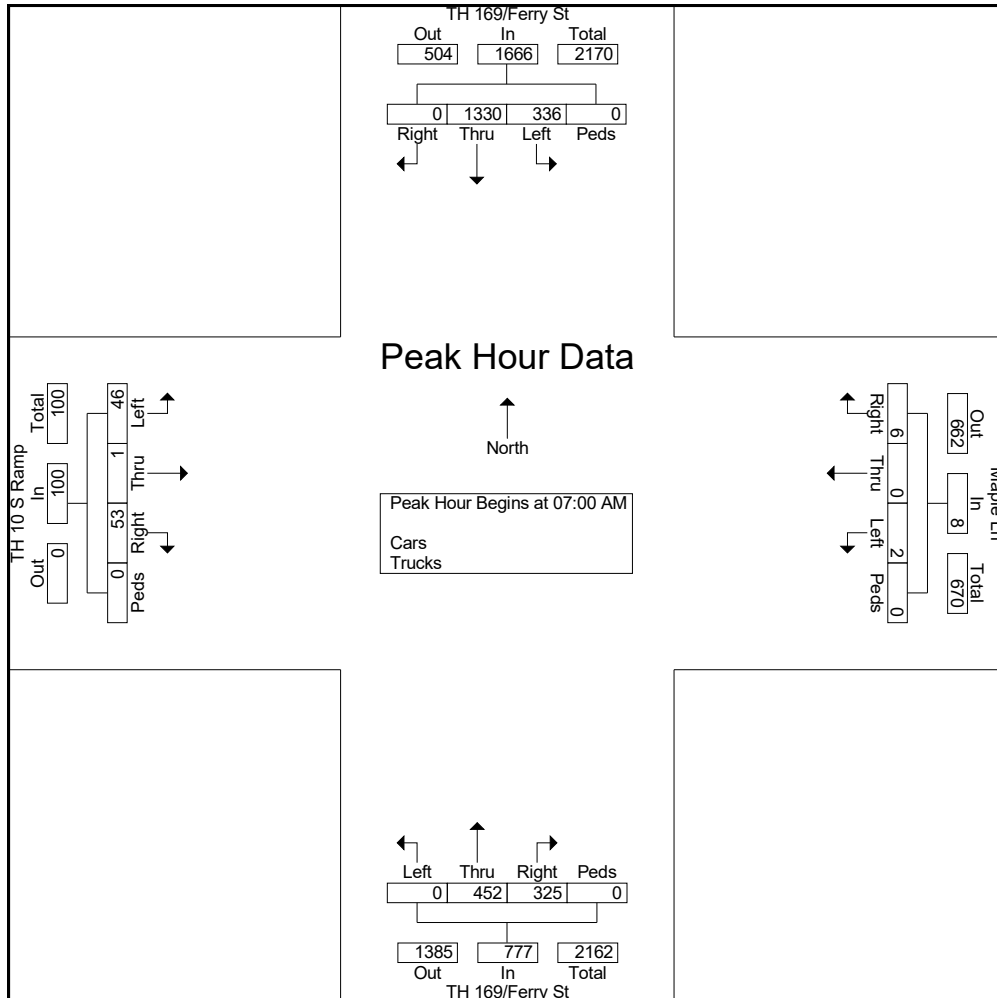 TH 169/Ferry St
Out In Total
504 1666 2170
0 1330 336 0
Right Thru Left Peds
Peak Hour Data
North
Peak Hour Begins at 07:00 AM
Cars
Trucks
TH 10 S Ramp
Out In Total
0 100 100
46 1 53 0
Left Thru Right Peds
Maple Ln
Out In Total
662 8 670
6 0 2 0
Right Thru Left Peds
Left Thru Right Peds
0 452 325 0
1385 777 2162
Out In Total
TH 169/Ferry St